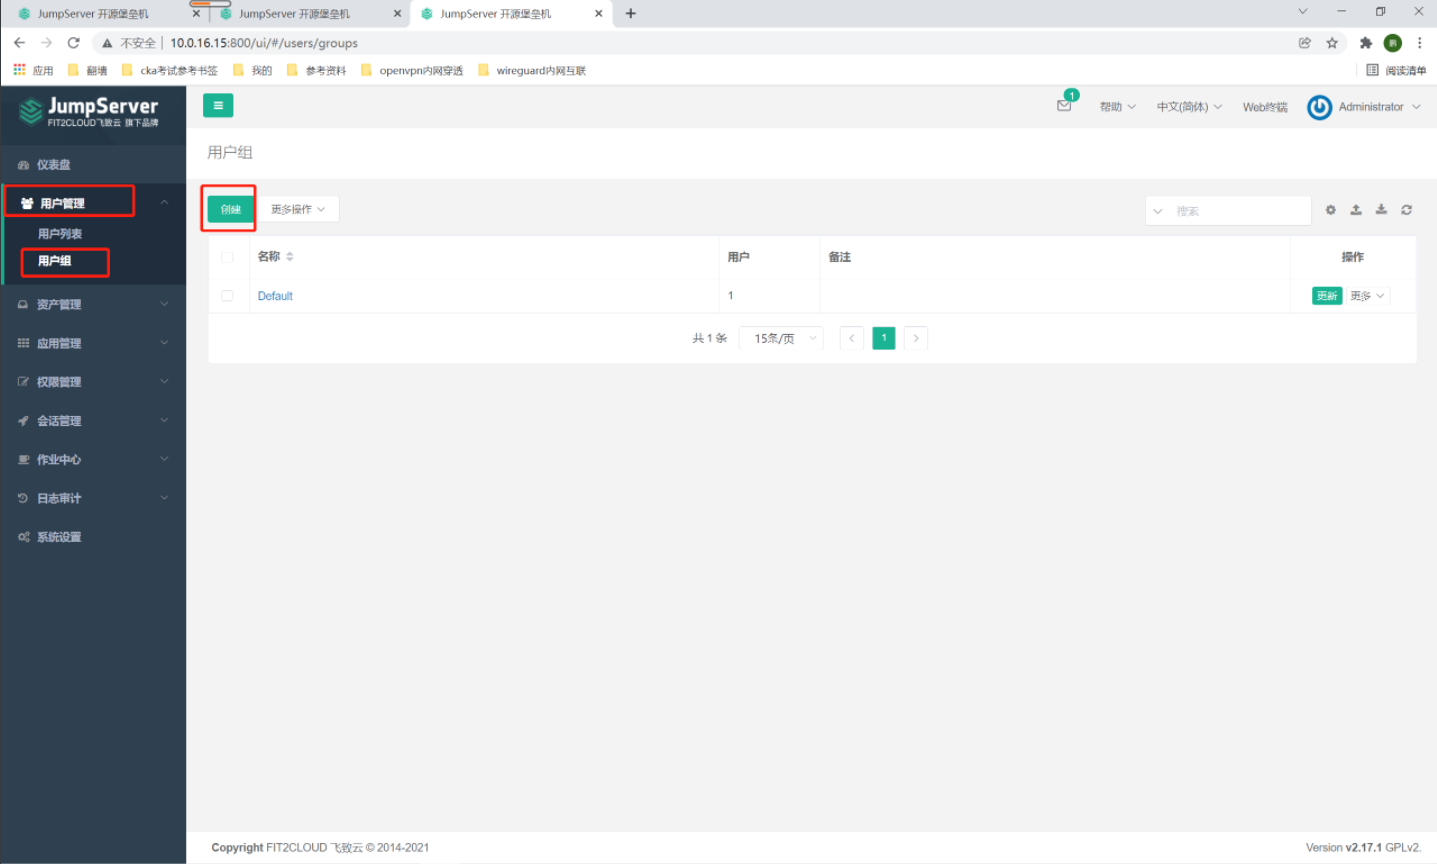 JumpServer 开源堡垒机
JumpServer 开源堡垒机
JumpServer 开源堡垒机
不安全
10.0.16.15:800/ui/#/users/groups
应用
翻墙
cka考试参考书签
我的
参考资料
openvpn内网穿透
wireguard内网互联
阅读清单
JumpServer
FIT2CLOUD飞致云 旗下品牌
1
帮助
中文(简体)
Web终端
Administrator
仪表盘
用户管理
用户列表
用户组
资产管理
应用管理
权限管理
会话管理
作业中心
日志审计
系统设置
用户组
创建
更多操作
搜索
名称
用户
备注
操作
Default
1
更新
更多
共 1 条
15条/页
1
Copyright FIT2CLOUD 飞致云 © 2014-2021
Version v2.17.1 GPLv2.